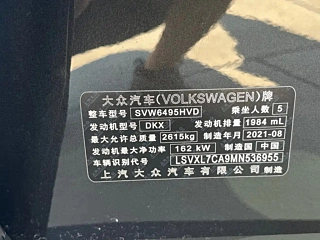 大众汽车(VOLKSWAGEN)牌
整车型号 SVW6495HVD 乘坐人数 5
发动机型号 DKX 发动机排量 1984 mL
最大允许总质量 2615kg 制造年月 2021-08
发动机最大净功率 162 kW 制造国 中国
车辆识别代号 LSVXL7CA9MN536955
上汽大众汽车有限公司 制造